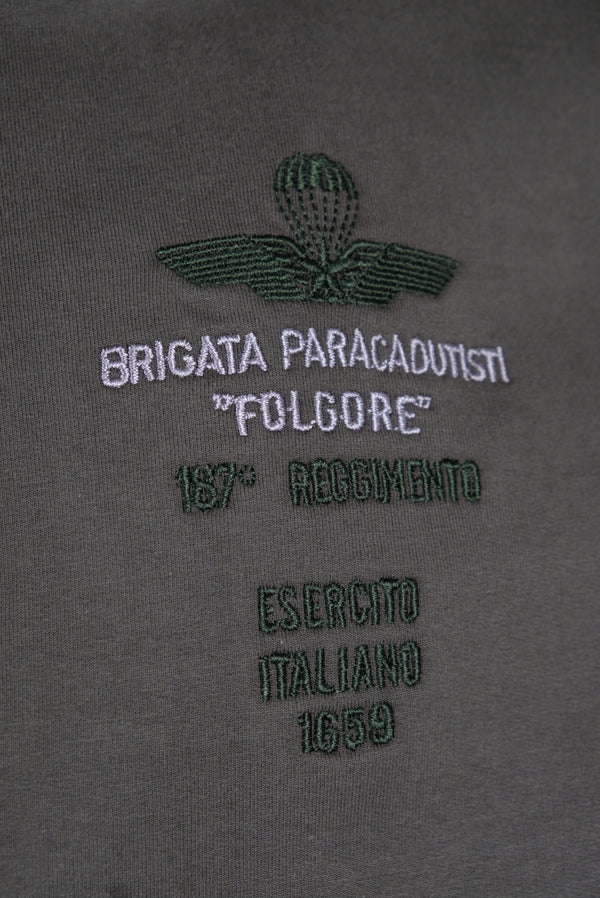 BRIGATA PARACADUTISTI
"FOLGORE"
187° REGGIMENTO
ESERCITO
ITALIANO
1659